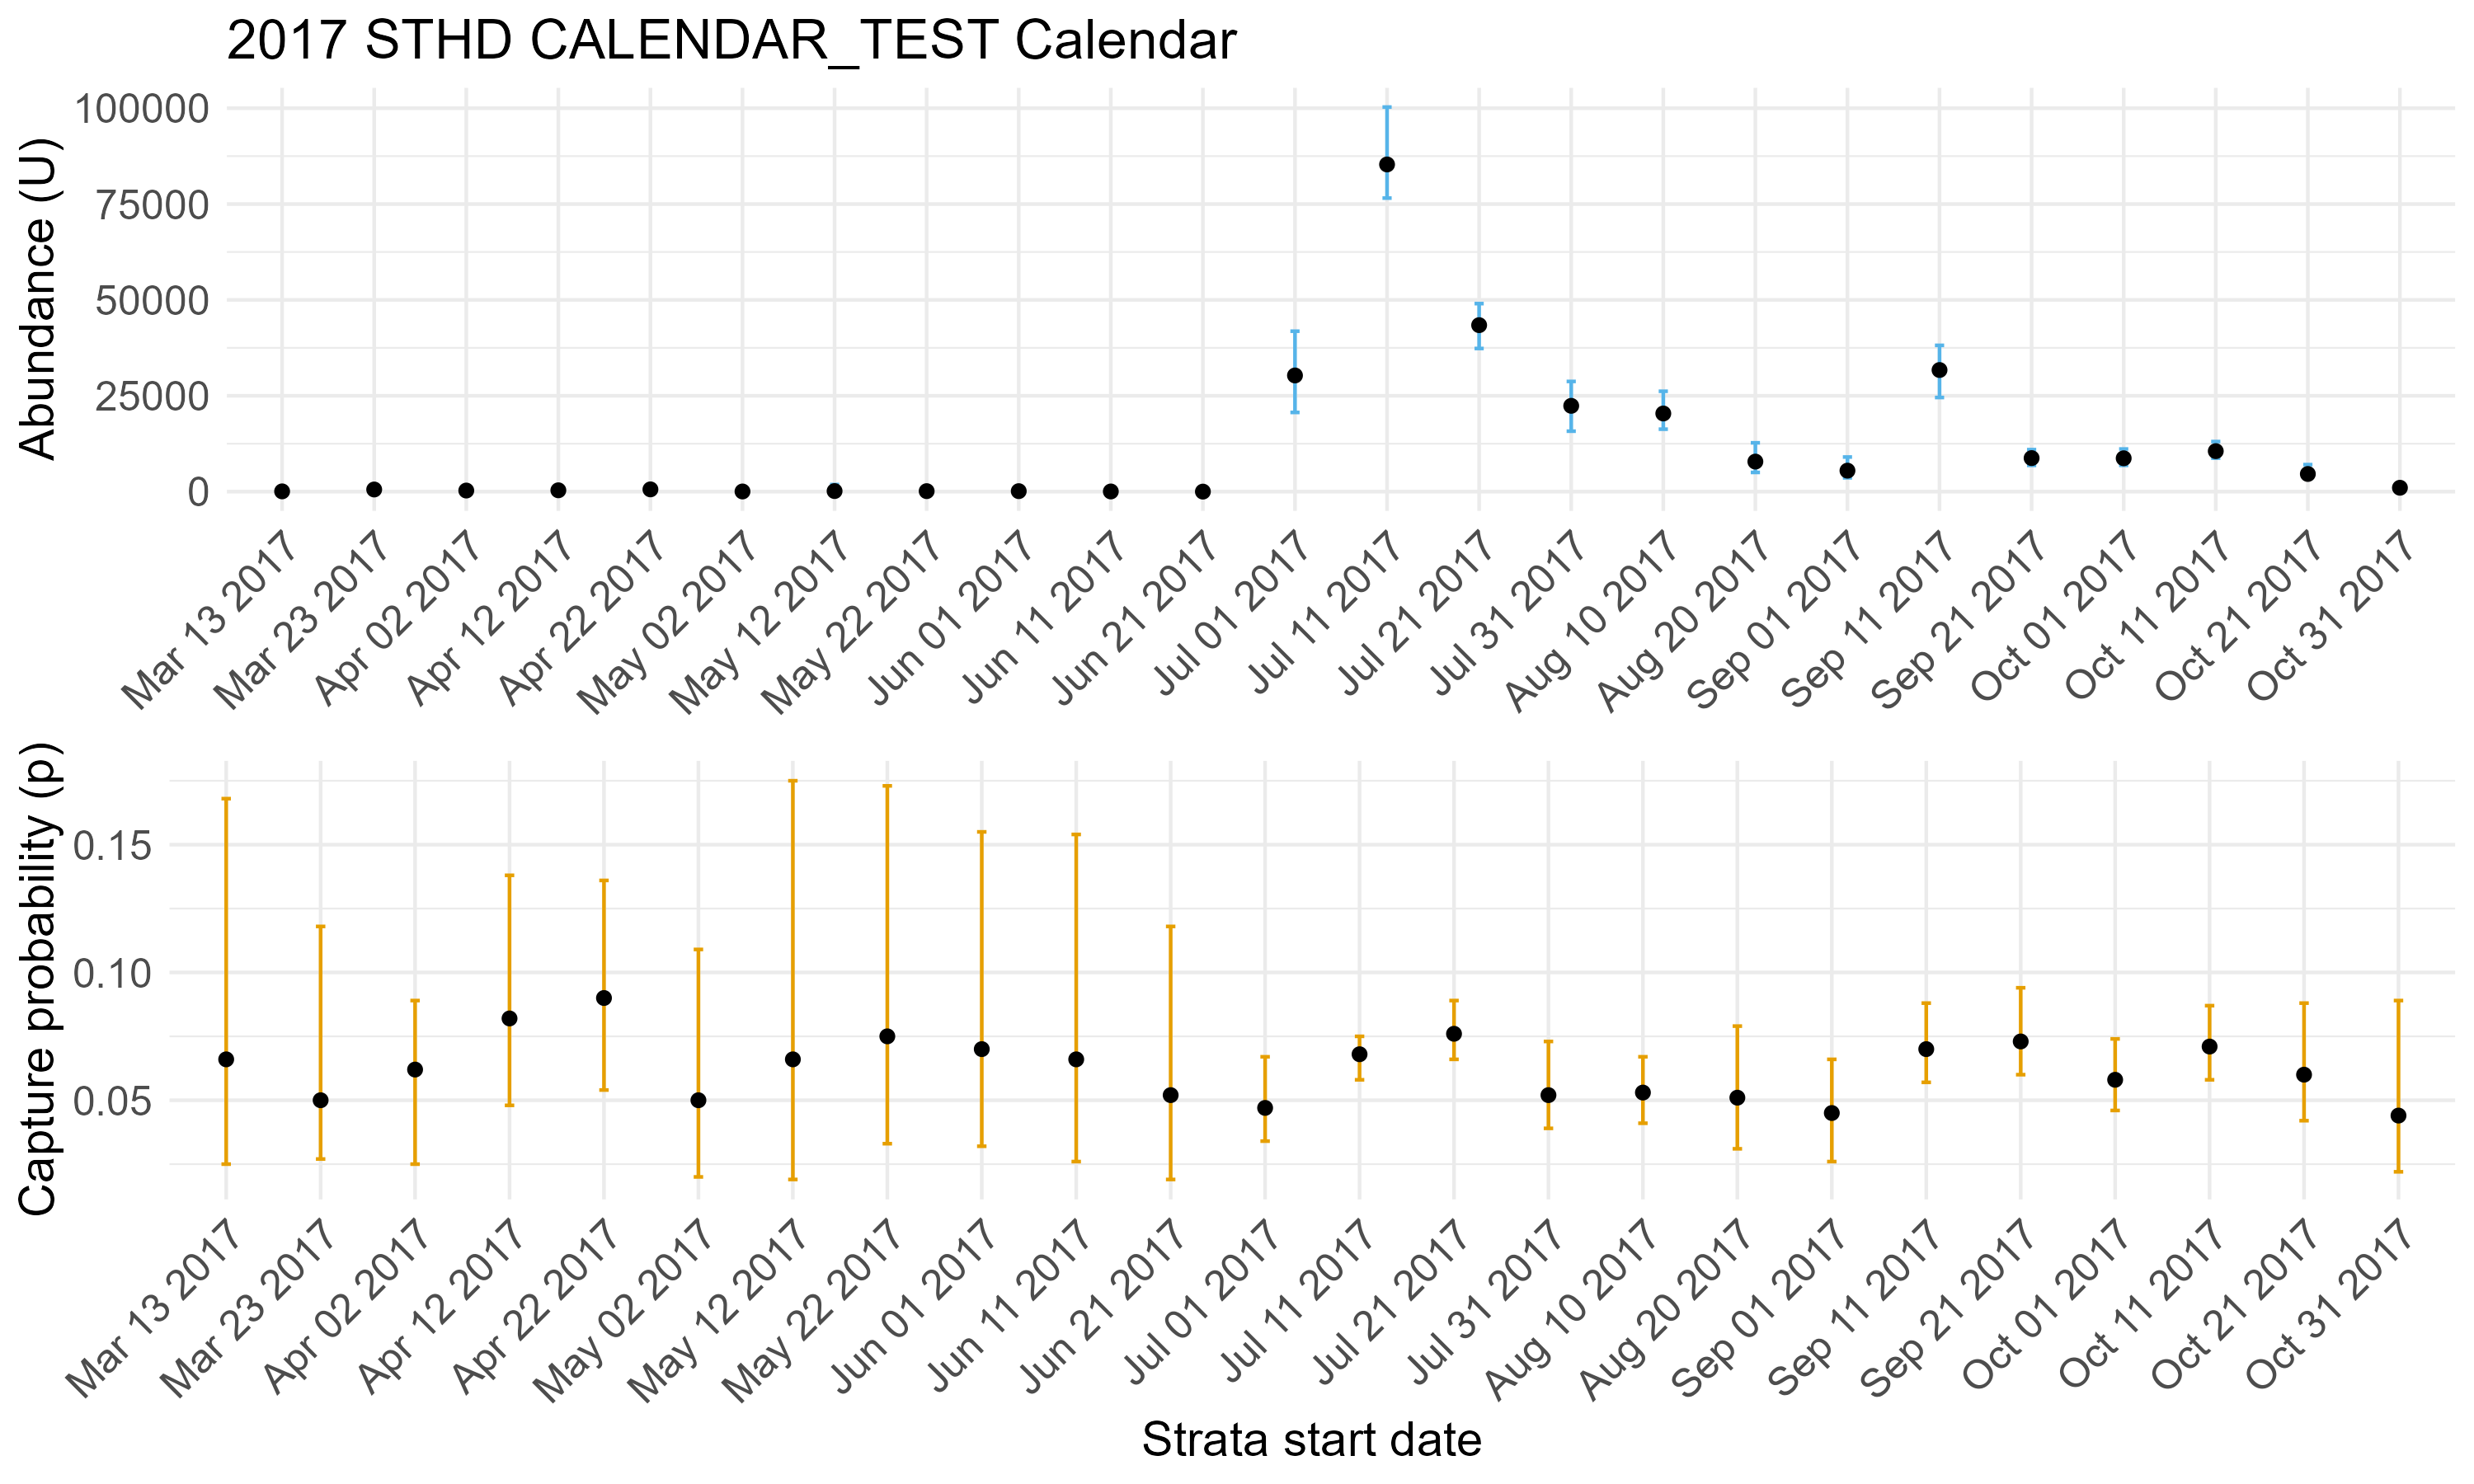 2017 STHD CALENDAR_TEST Calendar
Abundance (U)
100000
75000
50000
25000
0
Mar 13 2017
Mar 23 2017
Apr 02 2017
Apr 12 2017
Apr 22 2017
May 02 2017
May 12 2017
May 22 2017
Jun 01 2017
Jun 11 2017
Jun 21 2017
Jul 01 2017
Jul 11 2017
Jul 21 2017
Jul 31 2017
Aug 10 2017
Aug 20 2017
Sep 01 2017
Sep 11 2017
Sep 21 2017
Oct 01 2017
Oct 11 2017
Oct 21 2017
Oct 31 2017
Capture probability (p)
0.15
0.10
0.05
Mar 13 2017
Mar 23 2017
Apr 02 2017
Apr 12 2017
Apr 22 2017
May 02 2017
May 12 2017
May 22 2017
Jun 01 2017
Jun 11 2017
Jun 21 2017
Jul 01 2017
Jul 11 2017
Jul 21 2017
Jul 31 2017
Aug 10 2017
Aug 20 2017
Sep 01 2017
Sep 11 2017
Sep 21 2017
Oct 01 2017
Oct 11 2017
Oct 21 2017
Oct 31 2017
Strata start date